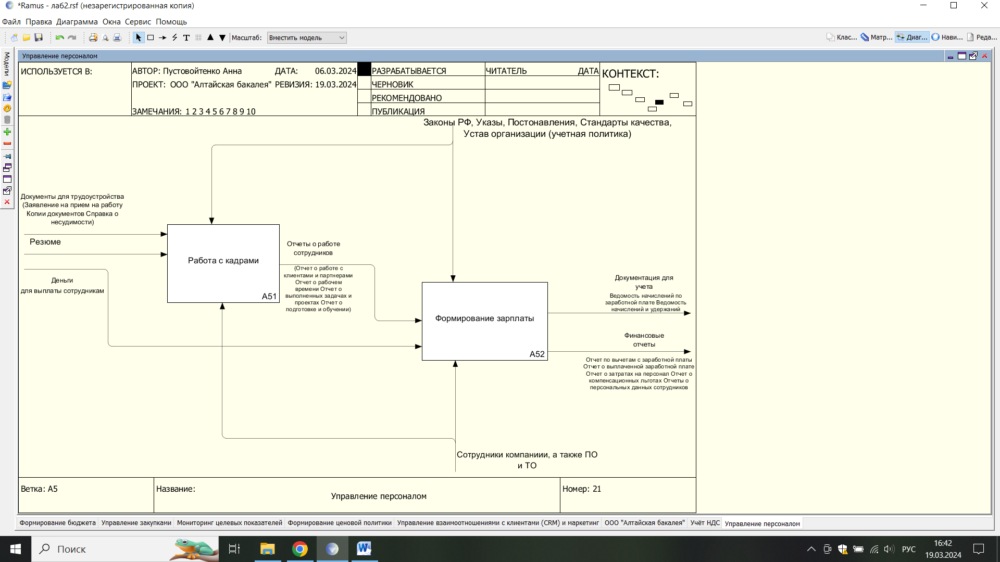 *Ramus - лаб2.rsf (незарегистрированная копия)
Файл Правка Диаграмма Окна Сервис Помощь
Масштаб: Вместить модель
Клас... Матр... Диаг... Нави... Реда...
Модели
Управление персоналом
ИСПОЛЬЗУЕТСЯ В:
АВТОР: Пустовойтенко Анна ДАТА: 06.03.2024
ПРОЕКТ: ООО "Алтайская бакалея" РЕВИЗИЯ: 19.03.2024
ЗАМЕЧАНИЯ: 1 2 3 4 5 6 7 8 9 10
РАЗРАБАТЫВАЕТСЯ
ЧЕРНОВИК
РЕКОМЕНДОВАНО
ПУБЛИКАЦИЯ
ЧИТАТЕЛЬ ДАТА
КОНТЕКСТ:
Законы РФ, Указы, Постонавления, Стандарты качества,
Устав организации (учетная политика)
Документы для трудоустройства
(Заявление на прием на работу
Копии документов Справка о
несудимости)
Резюме
Деньги
для выплаты сотрудникам
Работа с кадрами
A51
Отчеты о работе
сотрудников
(Отчет о работе с
клиентами и партнерами
Отчет о рабочем
времени Отчет о
выполненных задачах и
проектах Отчет о
подготовке и обучении)
Формирование зарплаты
A52
Документация для
учета
Ведомость начислений по
заработной плате Ведомость
начислений и удержаний
Финансовые
отчеты
Отчет по вычетам с заработной платы
Отчет о выплаченной заработной плате
Отчет о затратах на персонал Отчет о
компенсационных льготах Отчеты о
персональных данных сотрудников
Сотрудники компаниии, а также ПО
и ТО
Ветка: A5
Название:
Управление персоналом
Номер: 21
Формирование бюджета Управление закупками Мониторинг целевых показателей Формирование ценовой политики Управление взаимоотношениями с клиентами (CRM) и маркетинг ООО "Алтайская бакалея" Учёт НДС Управление персоналом
Поиск
РУС
16:42
19.03.2024